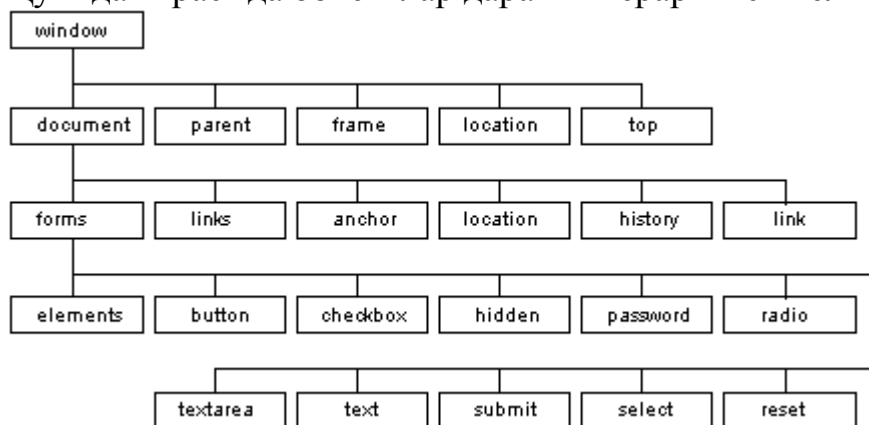 window
document parent frame location top
forms links anchor location history link
elements button checkbox hidden password radio
textarea text submit select reset